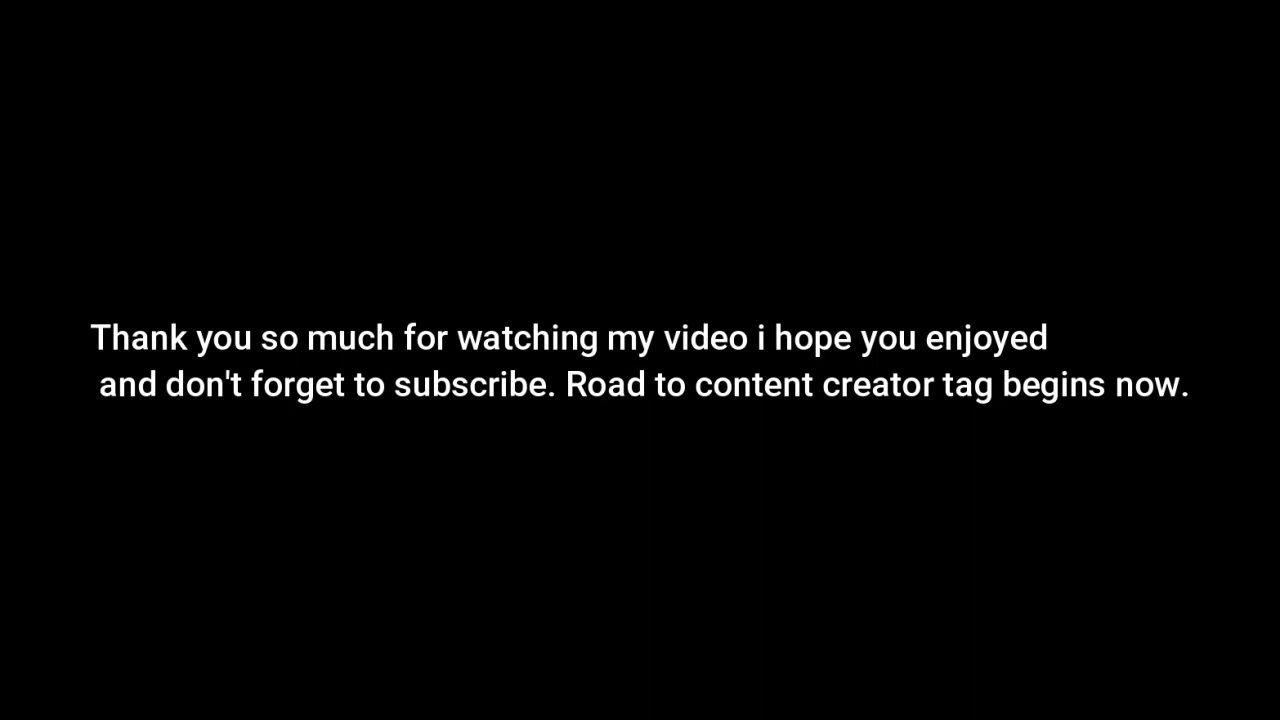 Thank you so much for watching my video i hope you enjoyed
and don't forget to subscribe. Road to content creator tag begins now.